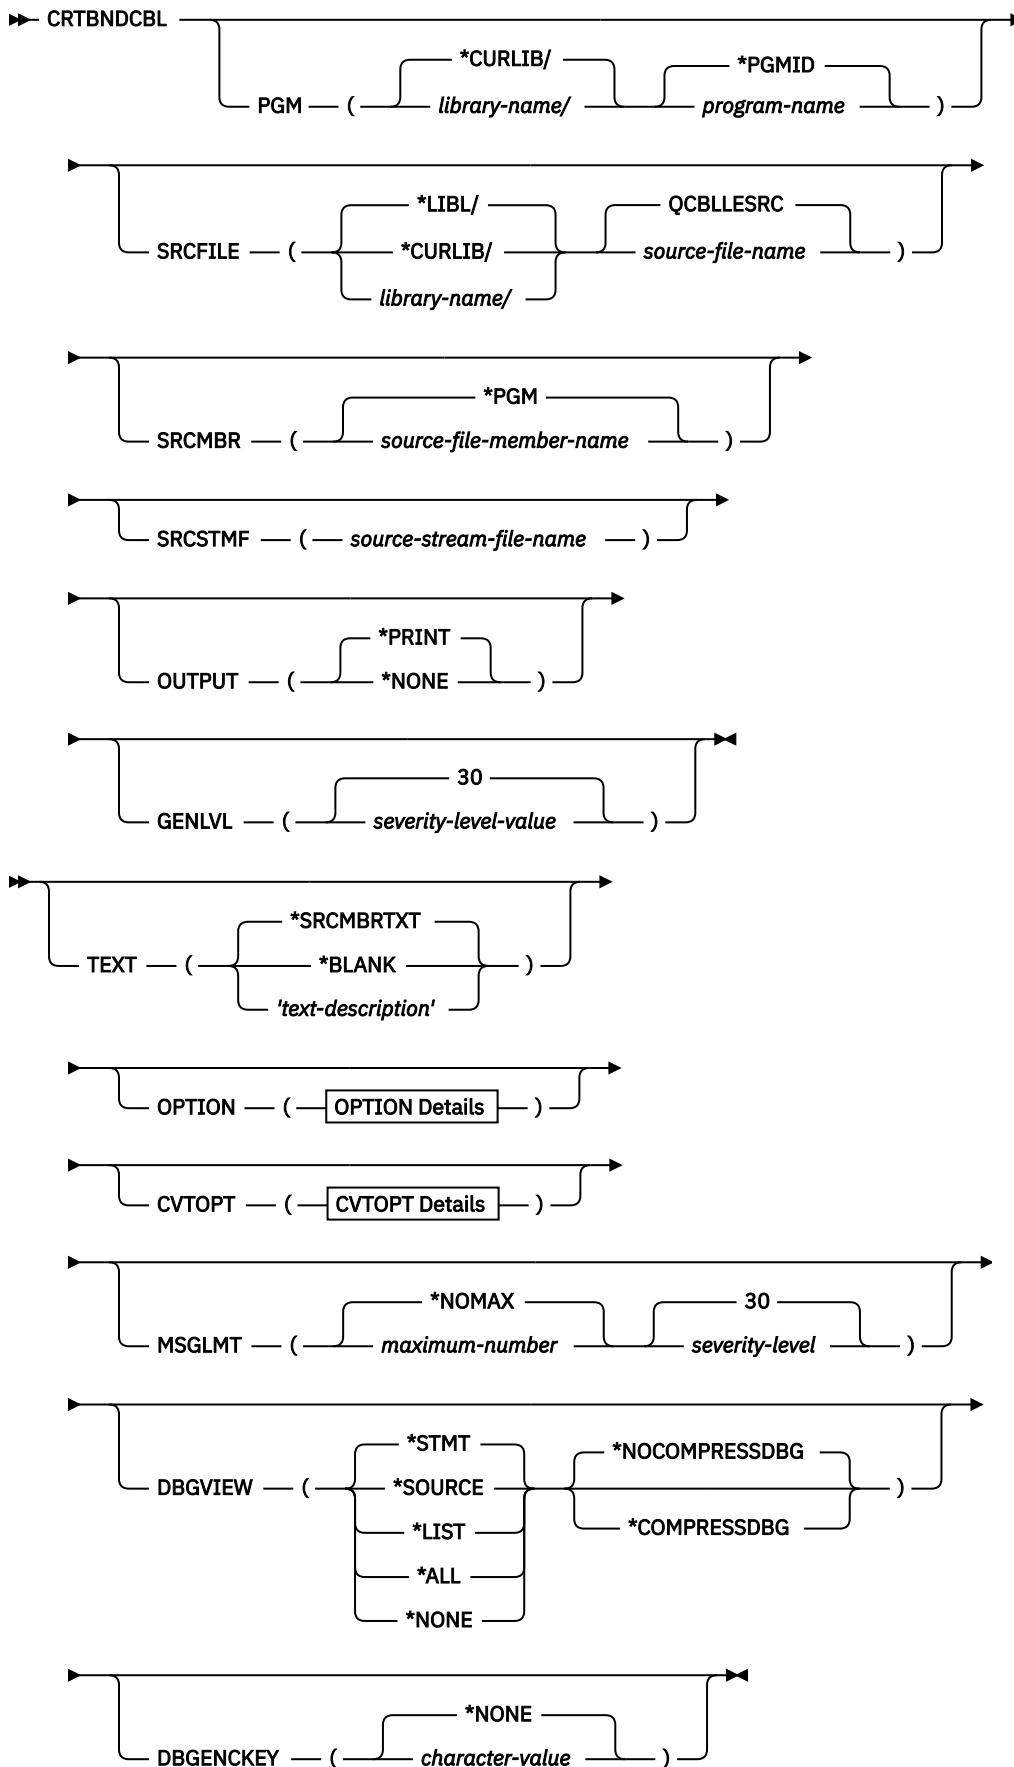 CRTBNDCBL
*CURLIB/ *PGMID
PGM ( library-name/ program-name )
*LIBL/ QCBLLESRC
SRCFILE ( *CURLIB/ source-file-name )
library-name/
*PGM
SRCMBR ( source-file-member-name )
SRCSTMF ( source-stream-file-name )
*PRINT
OUTPUT ( *NONE )
30
GENLVL ( severity-level-value )
*SRCMBRTXT
TEXT ( *BLANK )
'text-description'
OPTION ( OPTION Details )
CVTOPT ( CVTOPT Details )
*NOMAX 30
MSGLMT ( maximum-number severity-level )
*STMT *NOCOMPRESSDBG
DBGVIEW ( *SOURCE )
*LIST *COMPRESSDBG
*ALL
*NONE
*NONE
DBGENCKEY ( character-value )